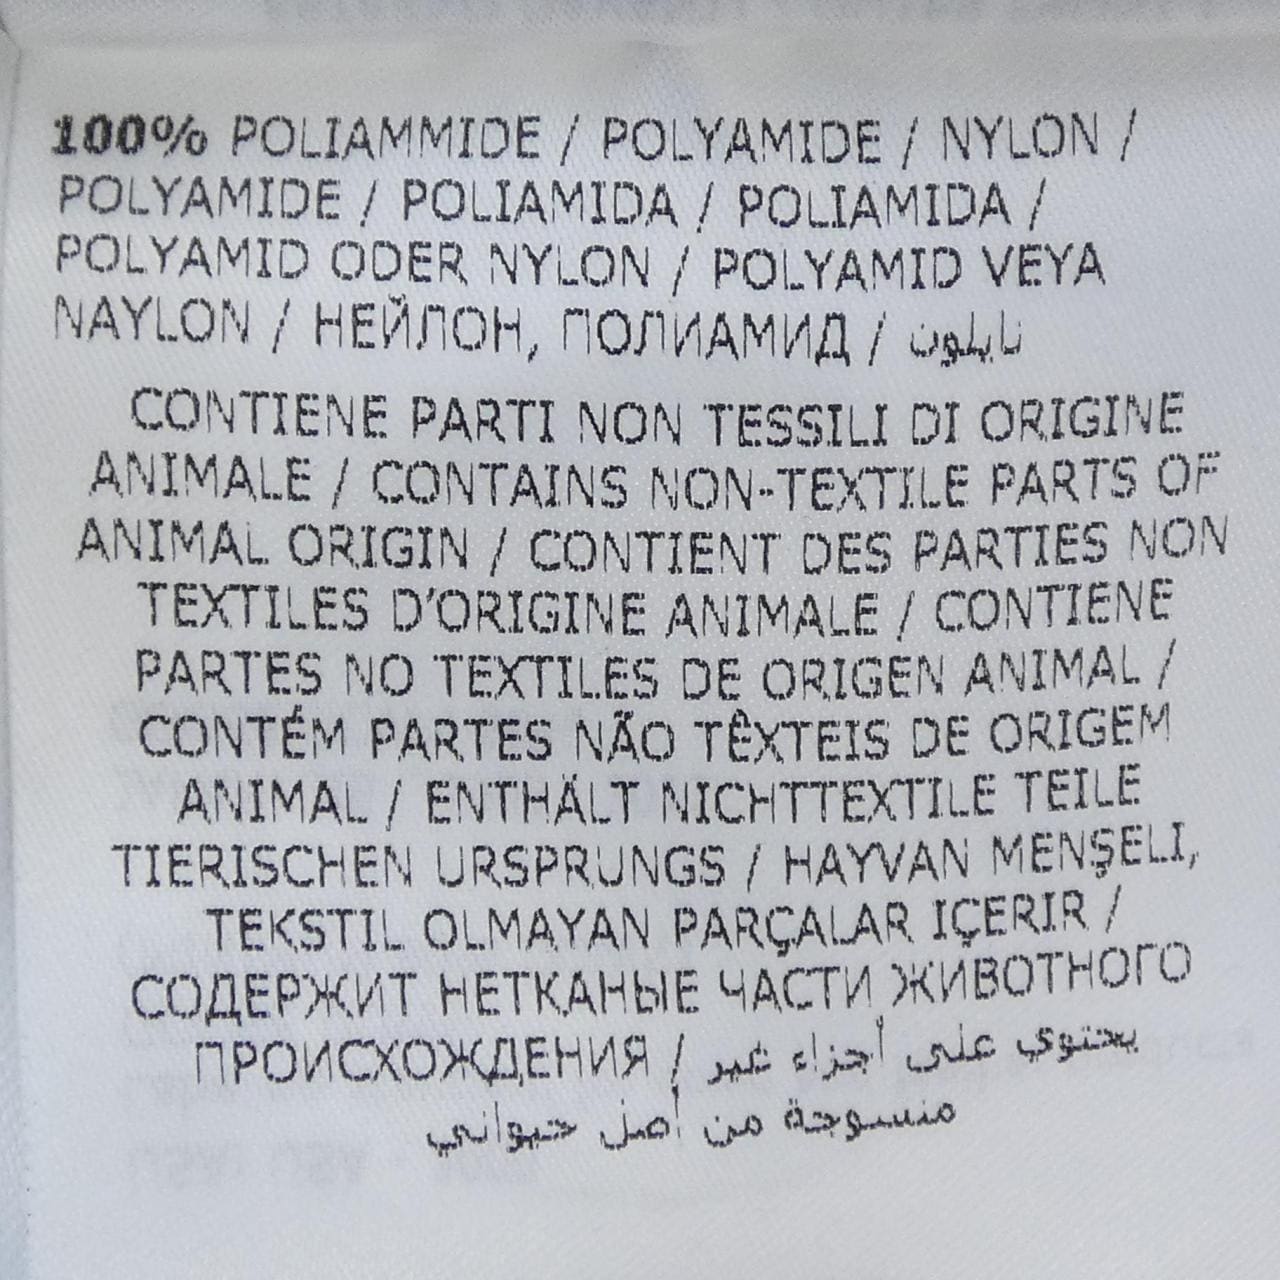 100% POLIAMMIDE / POLYAMIDE / NYLON /
POLYAMIDE / POLIAMIDA / POLIAMIDA /
POLYAMID ODER NYLON / POLYAMID VEYA
NAYLON / НЕЙЛОН, ПОЛИАМИД / نايلون
CONTIENE PARTI NON TESSILI DI ORIGINE
ANIMALE / CONTAINS NON-TEXTILE PARTS OF
ANIMAL ORIGIN / CONTIENT DES PARTIES NON
TEXTILES D'ORIGINE ANIMALE / CONTIENE
PARTES NO TEXTILES DE ORIGEN ANIMAL /
CONTÉM PARTES NÃO TÊXTEIS DE ORIGEM
ANIMAL / ENTHÄLT NICHTTEXTILE TEILE
TIERISCHEN URSPRUNGS / HAYVAN MENŞELI,
TEKSTIL OLMAYAN PARÇALAR IÇERIR /
СОДЕРЖИТ НЕТКАНЫЕ ЧАСТИ ЖИВОТНОГО
ПРОИСХОЖДЕНИЯ / يحتوي على أجزاء غير
منسوجة من أصل حيواني